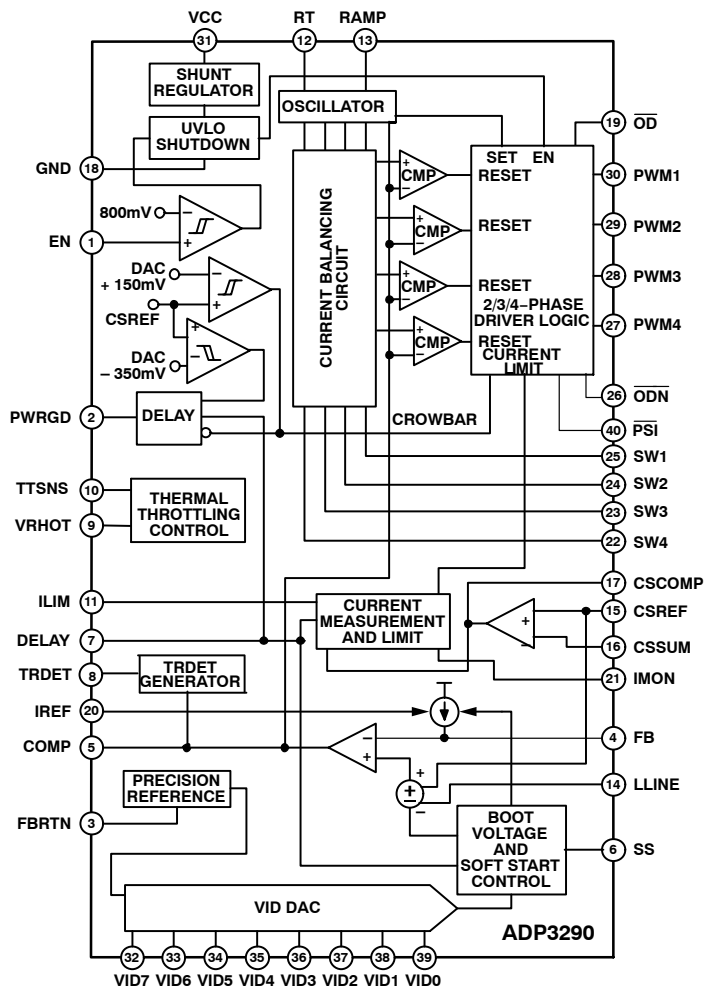 VCC RT RAMP
31 12 13
SHUNT
REGULATOR
OSCILLATOR
UVLO
SHUTDOWN
GND 18
800mV
−
+
EN 1
DAC
+ 150mV
−
+
CSREF
+
−
DAC
− 350mV
PWRGD 2
DELAY
CURRENT BALANCING
CIRCUIT
+
−
CMP
+
−
CMP
+
−
CMP
+
−
CMP
SET EN
RESET
RESET
RESET
2/3/4−PHASE
DRIVER LOGIC
RESET
CURRENT
LIMIT
CROWBAR
19 OD
30 PWM1
29 PWM2
28 PWM3
27 PWM4
26 ODN
40 PSI
25 SW1
24 SW2
23 SW3
22 SW4
TTSNS 10
VRHOT 9
THERMAL
THROTTLING
CONTROL
ILIM 11
DELAY 7
CURRENT
MEASUREMENT
AND LIMIT
+
−
17 CSCOMP
15 CSREF
16 CSSUM
21 IMON
TRDET 8
TRDET
GENERATOR
IREF 20
COMP 5
−
+
4 FB
+
±
−
14 LLINE
PRECISION
REFERENCE
FBRTN 3
BOOT
VOLTAGE
AND
SOFT START
CONTROL
6 SS
VID DAC
ADP3290
32 33 34 35 36 37 38 39
VID7 VID6 VID5 VID4 VID3 VID2 VID1 VID0